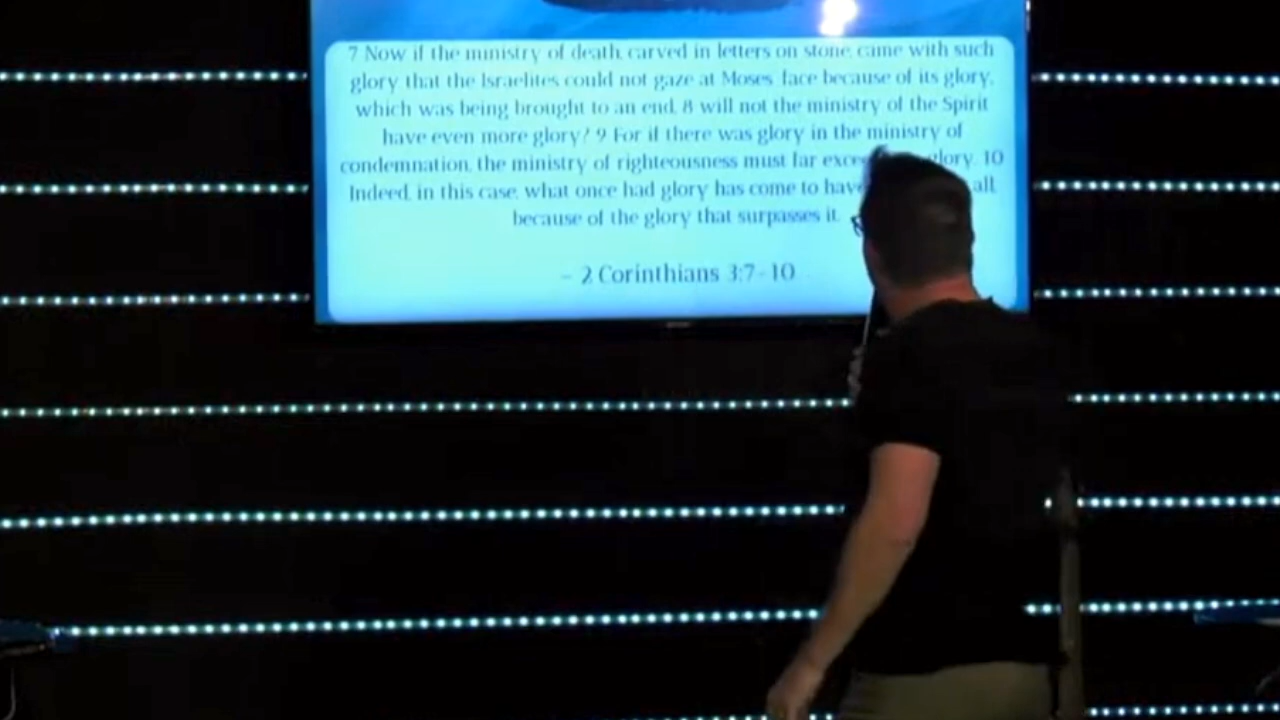 7 Now if the ministry of death, carved in letters on stone, came with such
glory that the Israelites could not gaze at Moses' face because of its glory,
which was being brought to an end, 8 will not the ministry of the Spirit
have even more glory? 9 For if there was glory in the ministry of
condemnation, the ministry of righteousness must far glory. 10
Indeed, in this case, what once had glory has come to have all,
because of the glory that surpasses it.
- 2 Corinthians 3:7-10